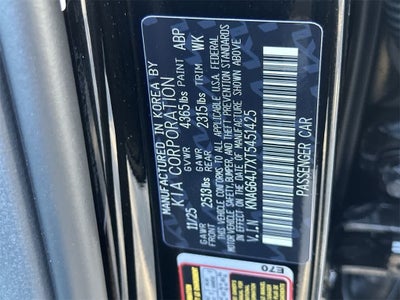 MANUFACTURED IN KOREA BY
KIA CORPORATION
11/25 GVWR 4365lbs PAINT ABP
GAWR FRONT 2513lbs GAWR REAR 2315lbs TRIM WK
THIS VEHICLE CONFORMS TO ALL APPLICABLE U.S.A. FEDERAL
MOTOR VEHICLE SAFETY, BUMPER, AND THEFT PREVENTION STANDARDS
IN EFFECT ON THE DATE OF MANUFACTURE SHOWN ABOVE.
V.I.N. KNAG64J7XT5451425
PASSENGER CAR
E70